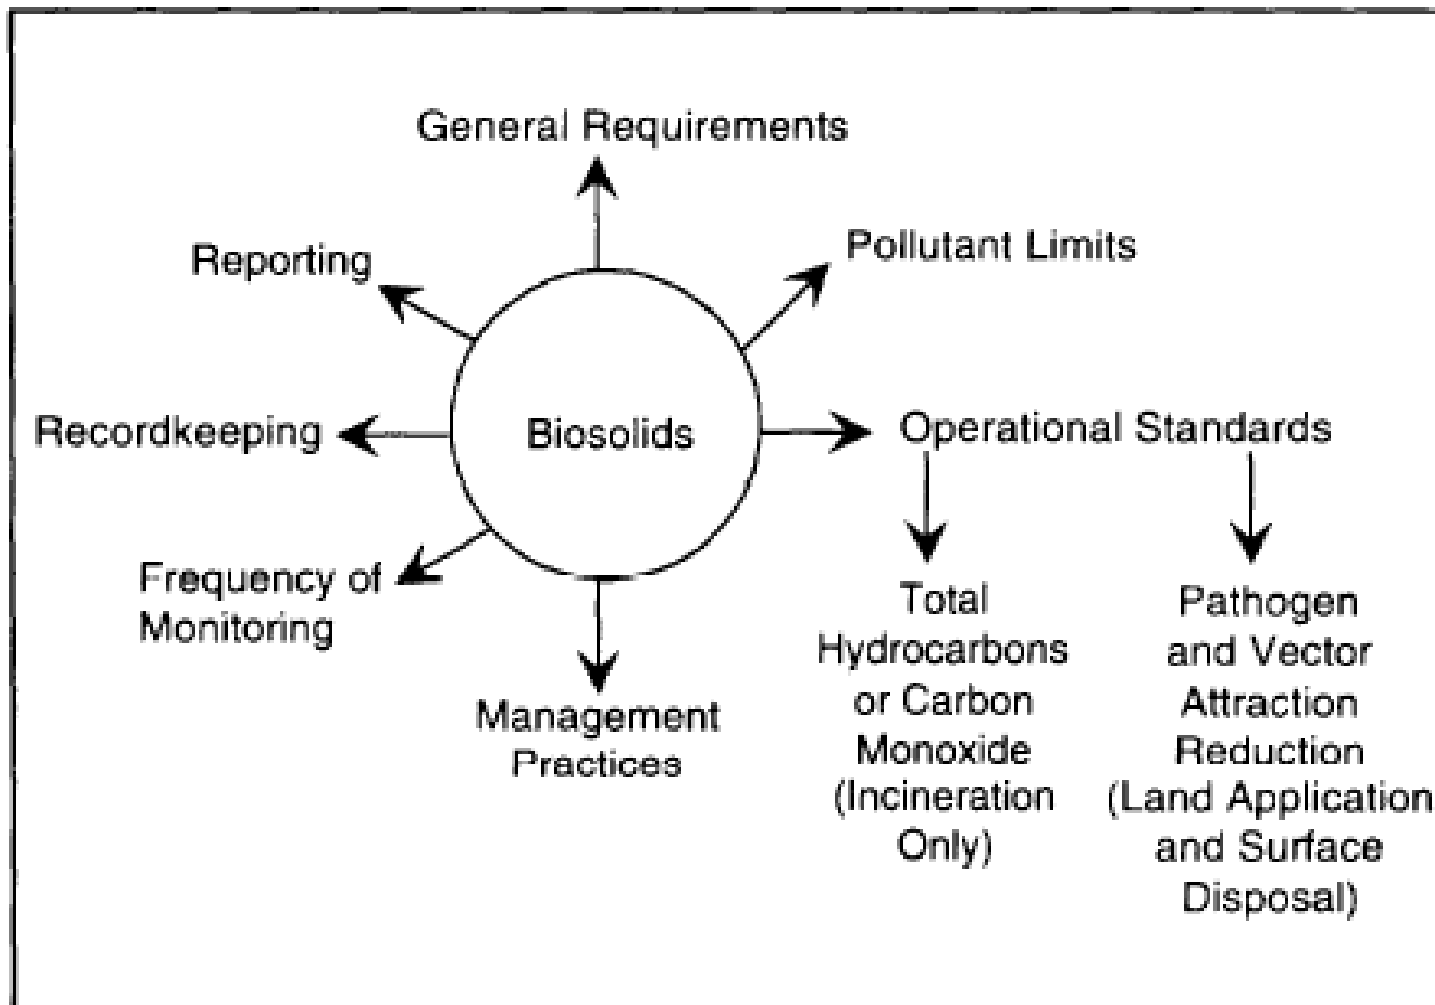 General Requirements
Pollutant Limits
Reporting
Recordkeeping
Biosolids
Operational Standards
Frequency of
Monitoring
Management
Practices
Total
Hydrocarbons
or Carbon
Monoxide
(Incineration
Only)
Pathogen
and Vector
Attraction
Reduction
(Land Application
and Surface
Disposal)